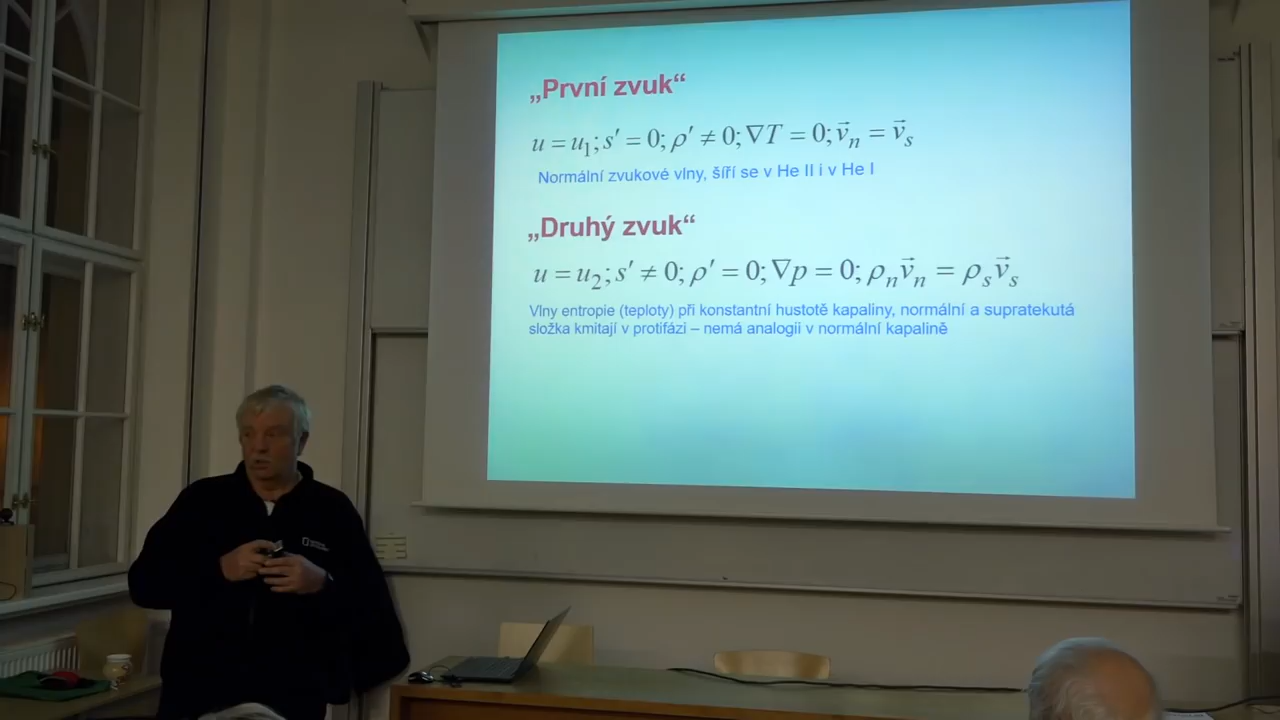 „První zvuk“
u = u₁; s′ = 0; ρ′ ≠ 0; ∇T = 0; v⃗ₙ = v⃗ₛ
Normální zvukové vlny, šíří se v He II i v He I
„Druhý zvuk“
u = u₂; s′ ≠ 0; ρ′ = 0; ∇p = 0; ρₙv⃗ₙ = ρₛv⃗ₛ
Vlny entropie (teploty) při konstantní hustotě kapaliny, normální a supratekutá
složka kmitají v protifázi – nemá analogii v normální kapalině